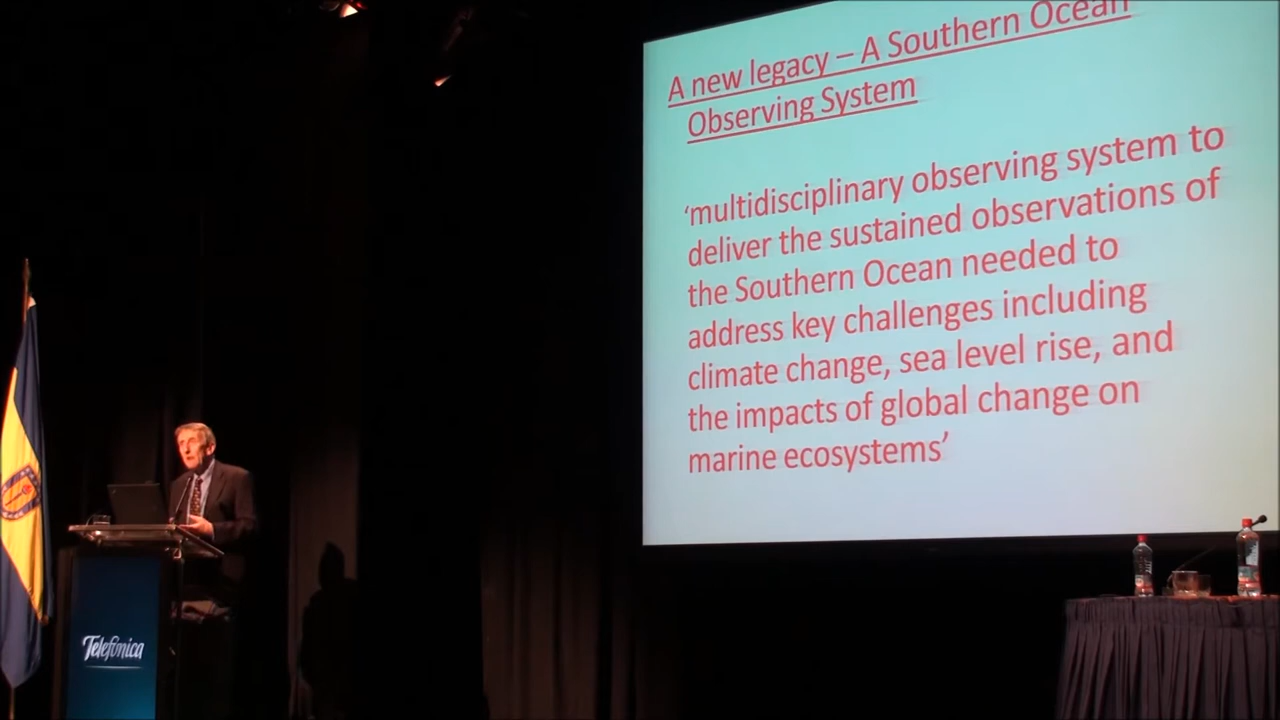 A new legacy – A Southern Ocean
Observing System
‘multidisciplinary observing system to
deliver the sustained observations of
the Southern Ocean needed to
address key challenges including
climate change, sea level rise, and
the impacts of global change on
marine ecosystems’
Telefónica